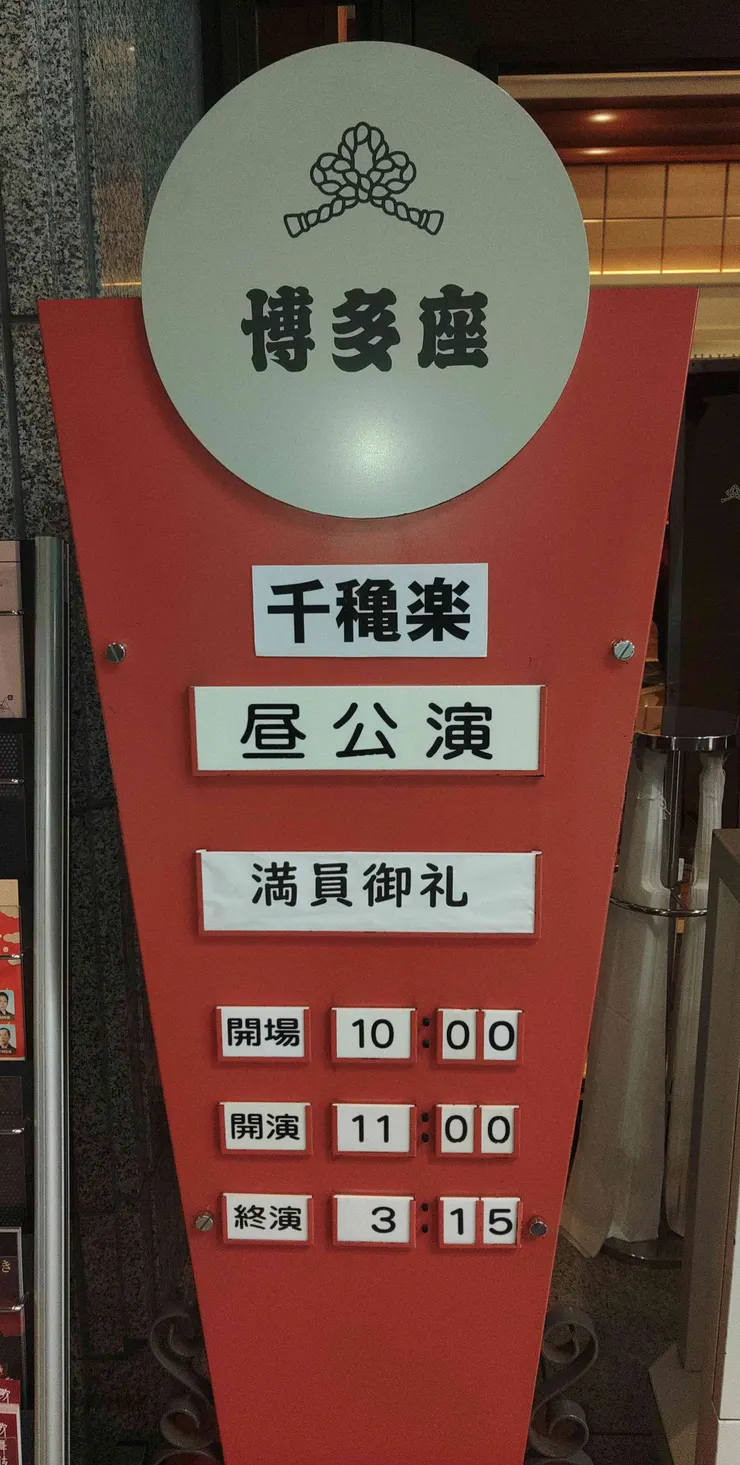 博多座
千穐楽
昼公演
満員御礼
開場 10:00
開演 11:00
終演 3:15